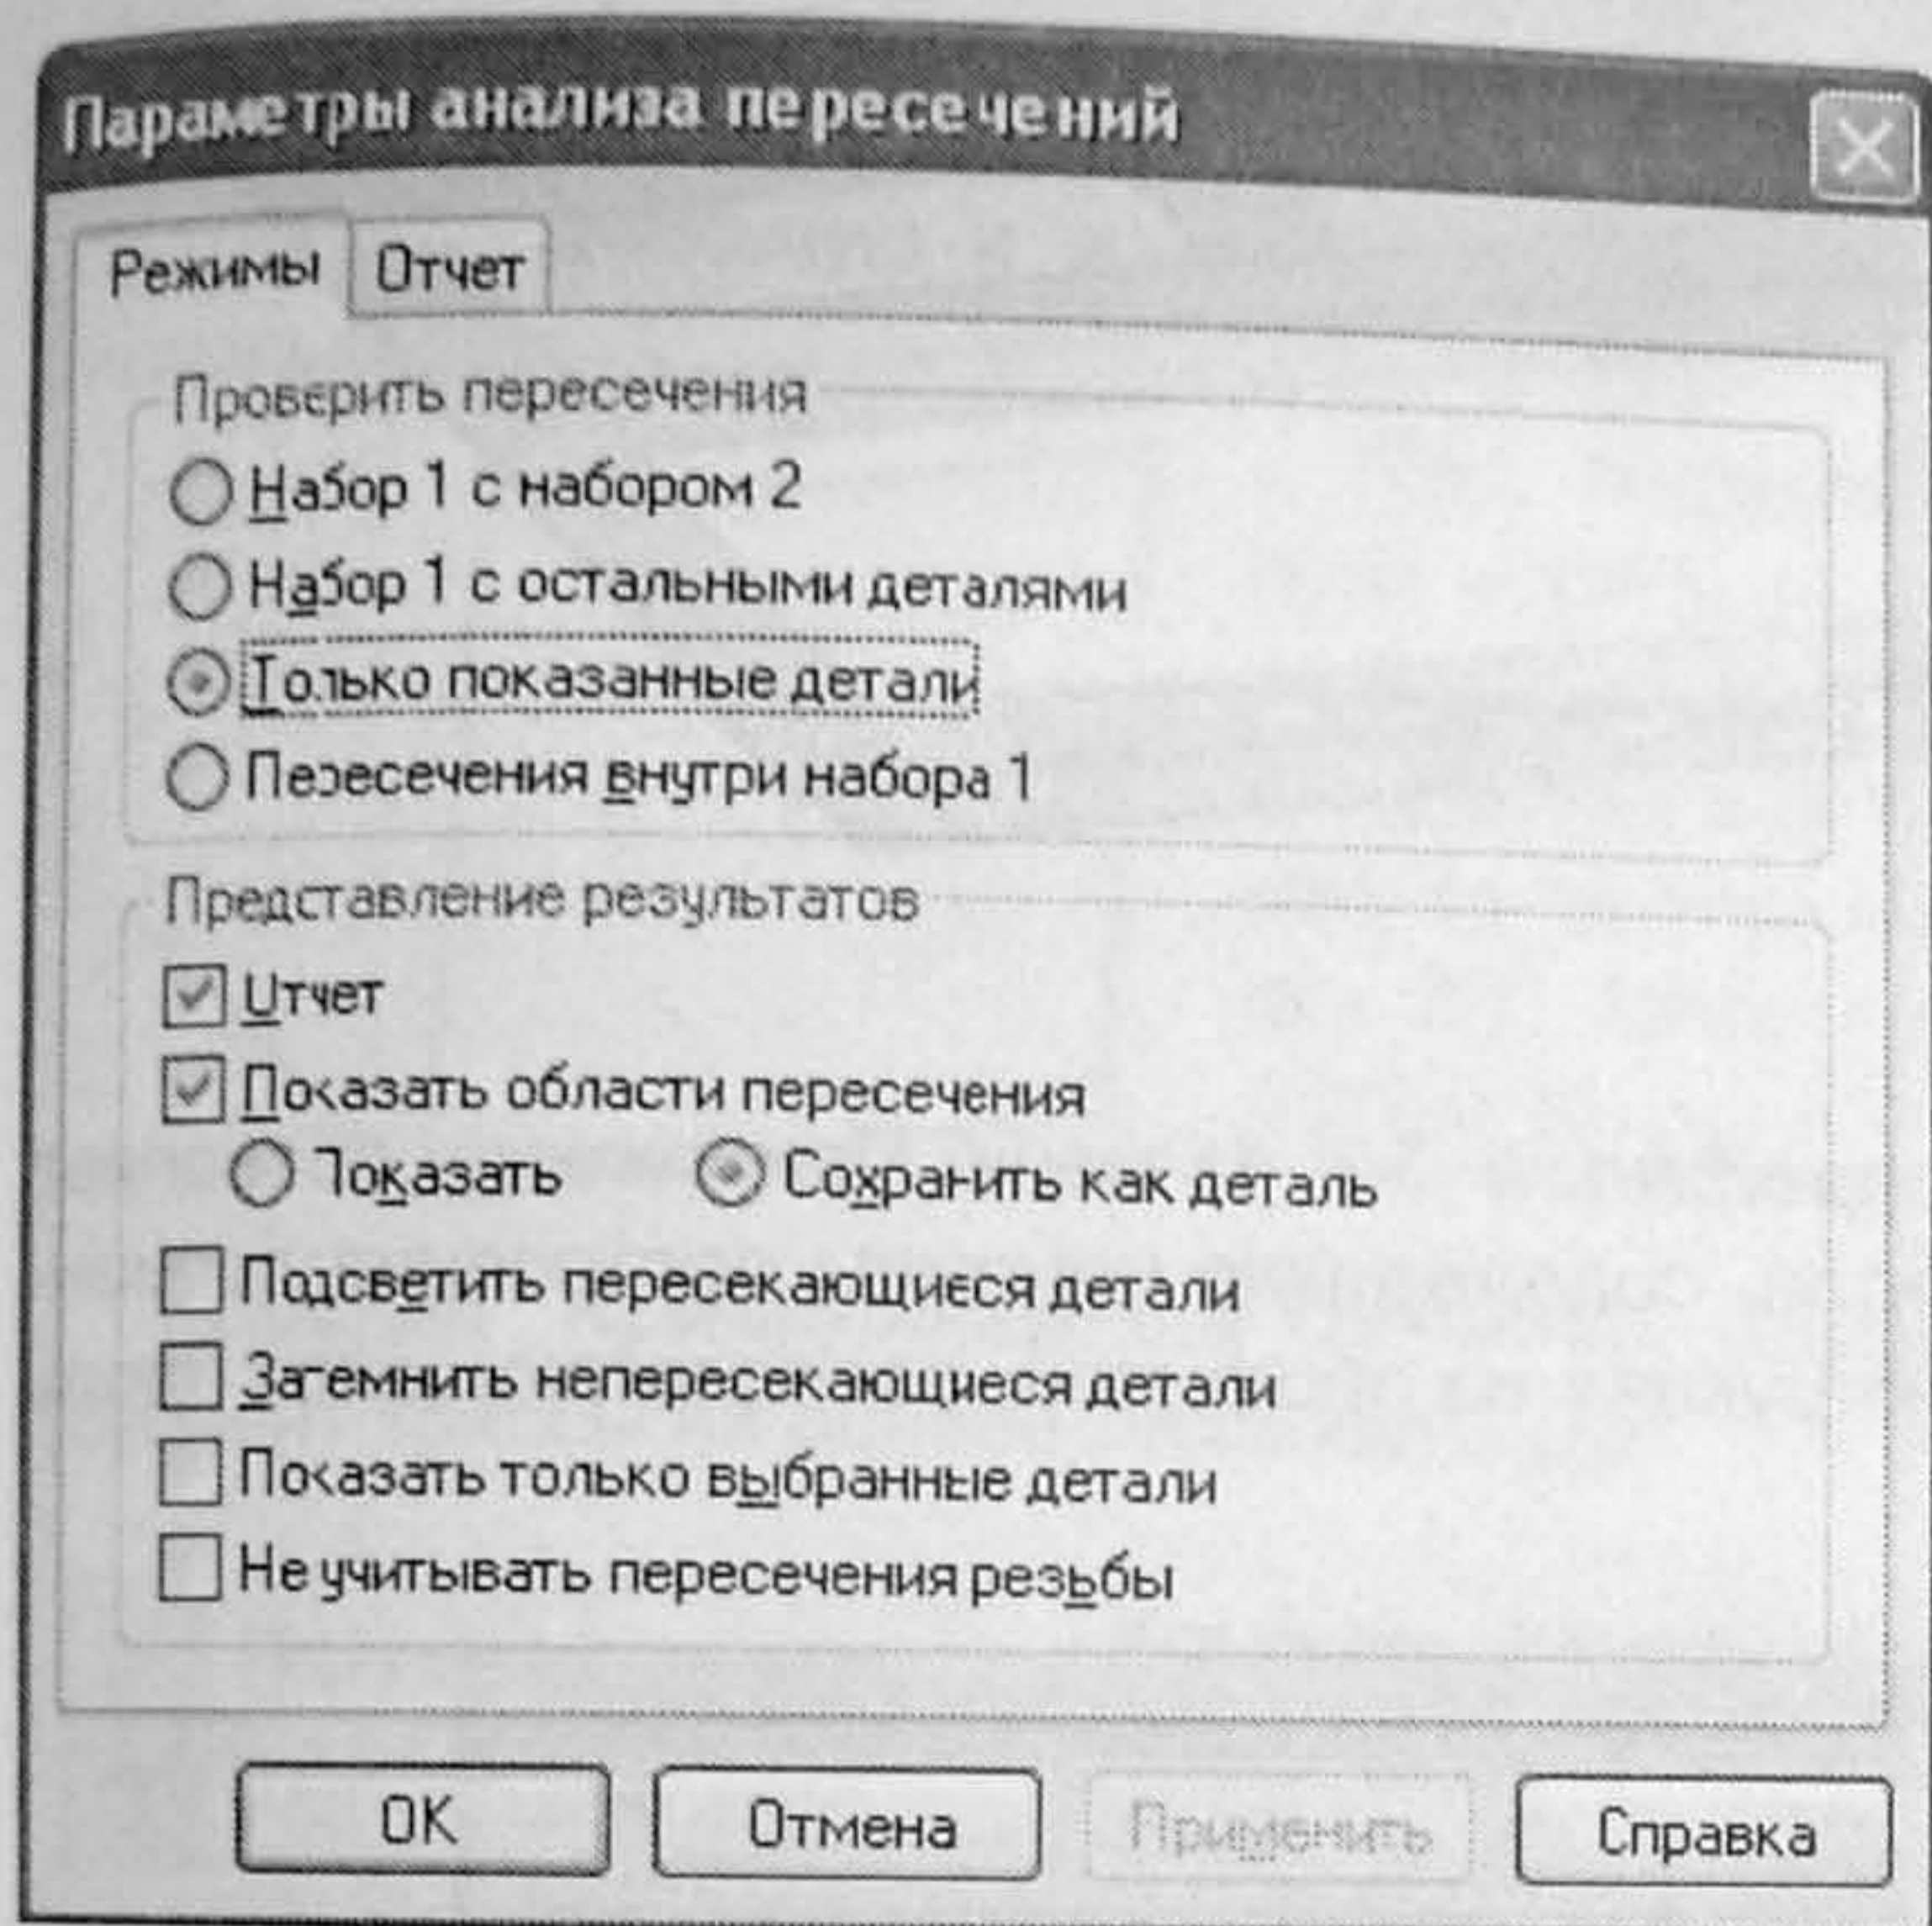 Параметры анализа пересечений
Режимы Отчет
Проверить пересечения
Набор 1 с набором 2
Набор 1 с остальными деталями
Только показанные детали
Пересечения внутри набора 1
Представление результатов
Отчет
Показать области пересечения
Показать Сохранить как деталь
Подсветить пересекающиеся детали
Затемнить непересекающиеся детали
Показать только выбранные детали
Не учитывать пересечения резьбы
OK Отмена Применить Справка